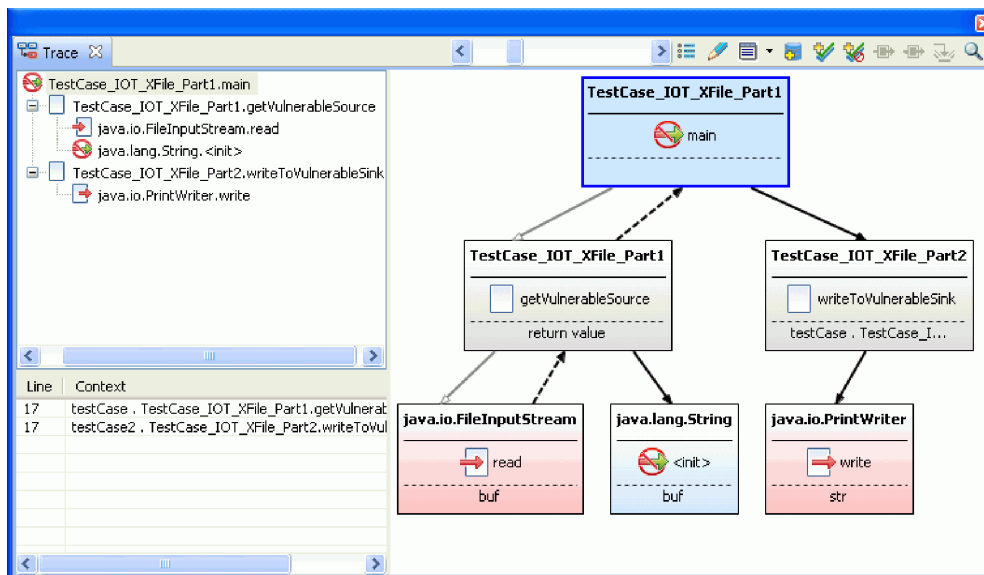 Trace
TestCase_IOT_XFile_Part1.main
TestCase_IOT_XFile_Part1.getVulnerableSource
java.io.FileInputStream.read
java.lang.String.<init>
TestCase_IOT_XFile_Part2.writeToVulnerableSink
java.io.PrintWriter.write
Line Context
17 testCase . TestCase_IOT_XFile_Part1.getVulnerat
17 testCase2 . TestCase_IOT_XFile_Part2.writeToVul
TestCase_IOT_XFile_Part1
main
TestCase_IOT_XFile_Part1
getVulnerableSource
return value
TestCase_IOT_XFile_Part2
writeToVulnerableSink
testCase . TestCase_I...
java.io.FileInputStream
read
buf
java.lang.String
<init>
buf
java.io.PrintWriter
write
str